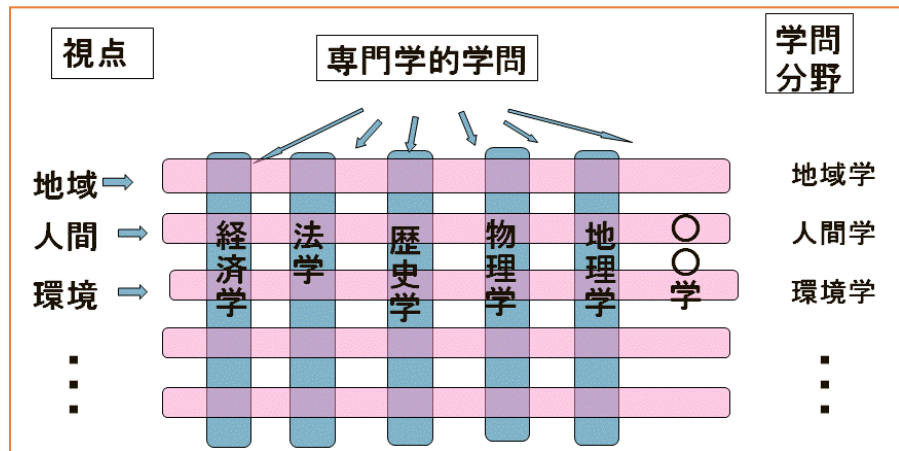 視点
専門学的学問
学問
分野
地域
人間
環境
・
・
・
経済学
法学
歴史学
物理学
地理学
〇〇学
地域学
人間学
環境学
・
・
・